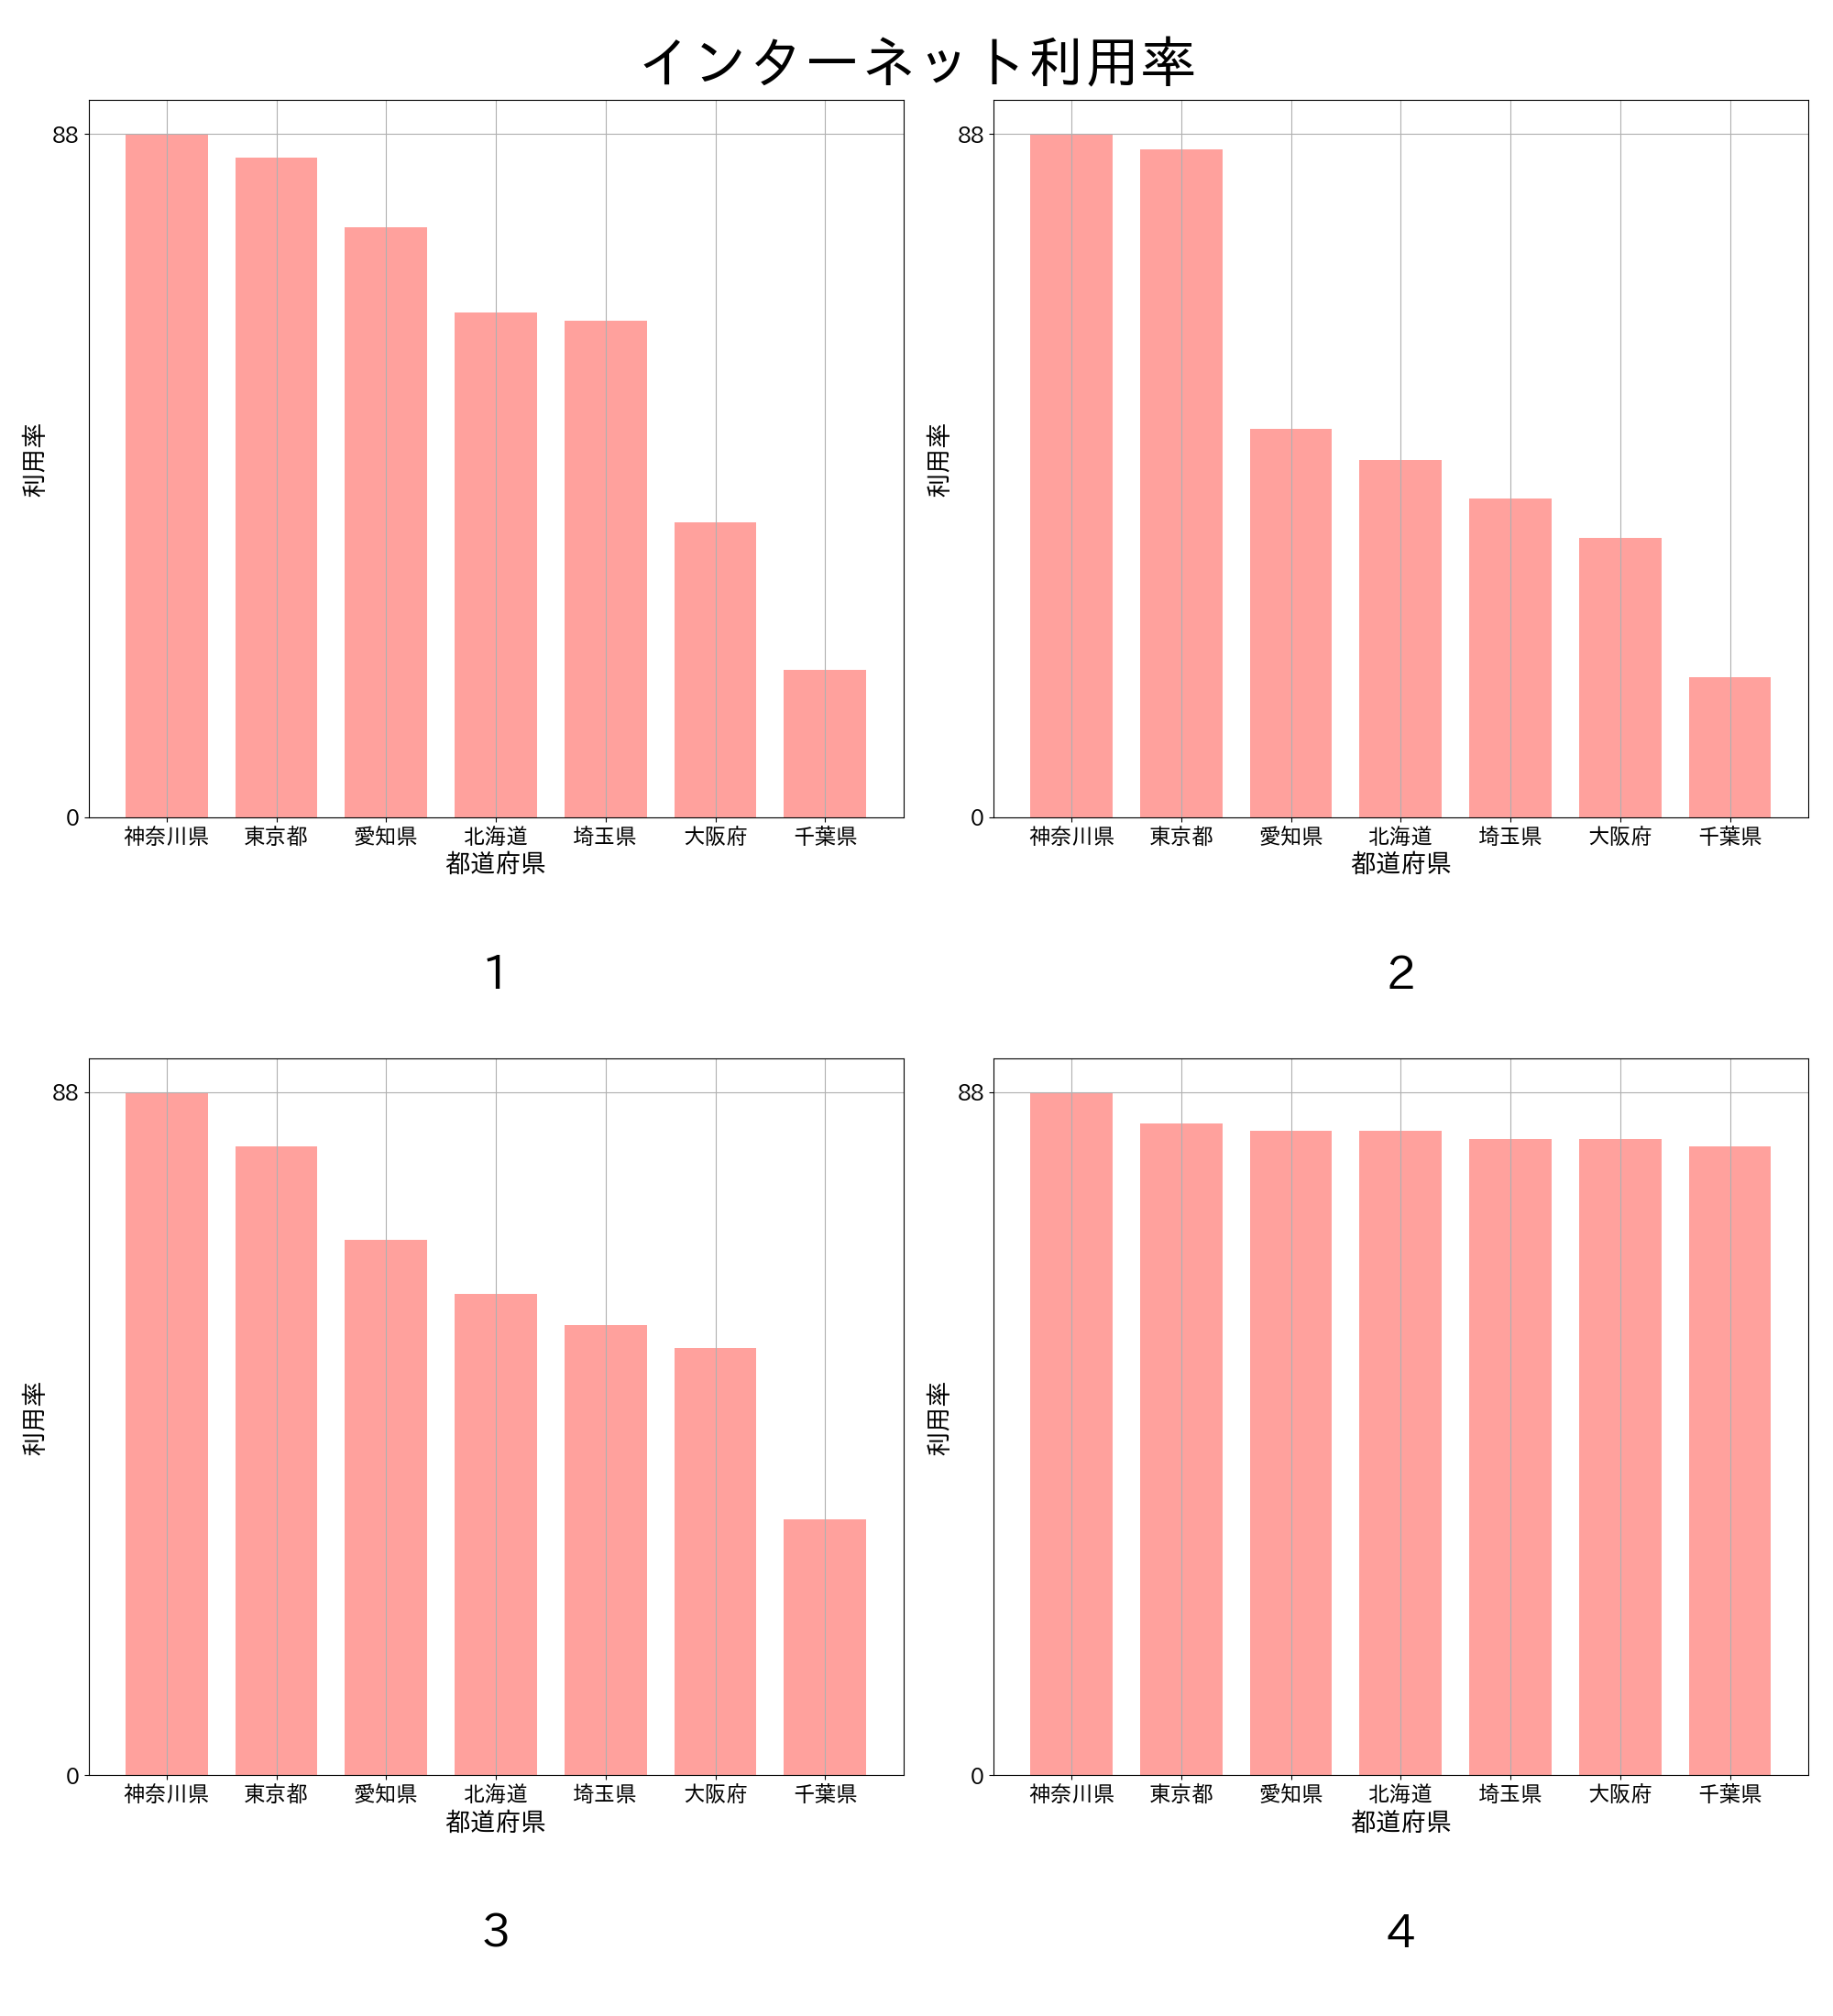 インターネット利用率
88
0
利用率
神奈川県 東京都 愛知県 北海道 埼玉県 大阪府 千葉県
都道府県
1
88
0
利用率
神奈川県 東京都 愛知県 北海道 埼玉県 大阪府 千葉県
都道府県
2
88
0
利用率
神奈川県 東京都 愛知県 北海道 埼玉県 大阪府 千葉県
都道府県
3
88
0
利用率
神奈川県 東京都 愛知県 北海道 埼玉県 大阪府 千葉県
都道府県
4